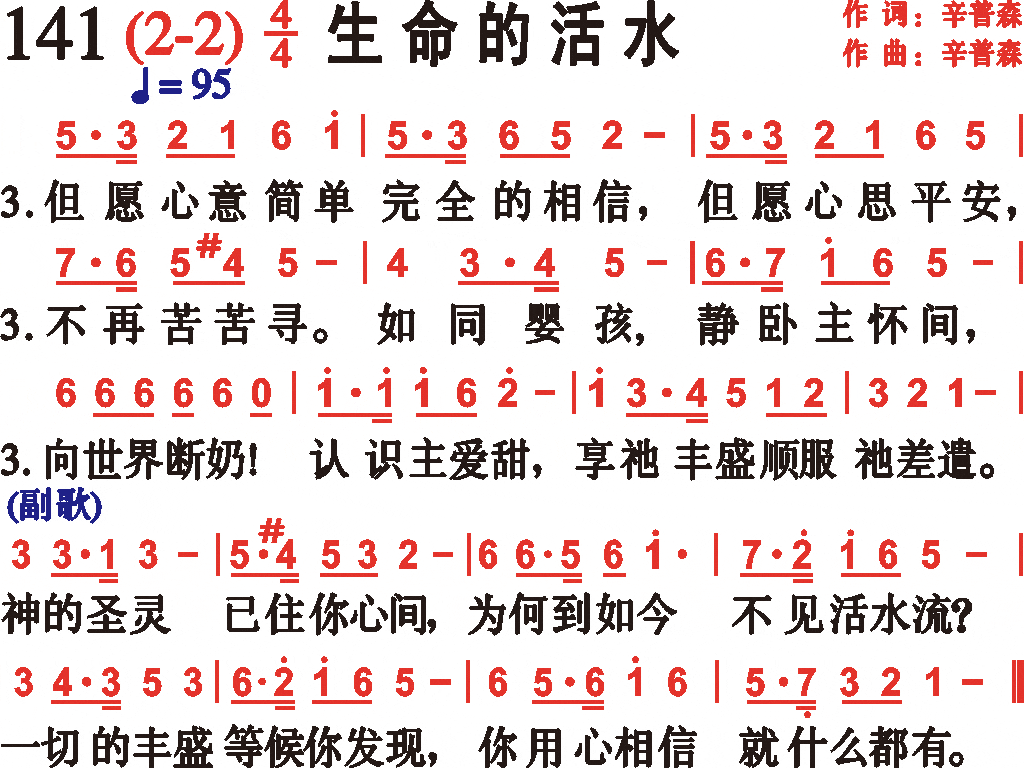 141 (2-2) 4/4 生命的活水 作词：辛普森
♩=95 作曲：辛普森
5·3 2 1 6 i | 5·3 6 5 2 － | 5·3 2 1 6 5 |
3.但愿心意简单 完全的相信， 但愿心思平安，
7·6 5 #4 5 － | 4 3·4 5 － | 6·7 i 6 5 － |
3.不再苦苦寻。 如同婴孩, 静卧主怀间，
6 6 6 6 6 6 0 | i·i i 6 2̇ － | i 3·4 5 1 2 | 3 2 1－ |
3.向世界断奶! 认识主爱甜，享祂丰盛顺服祂差遣。
(副歌)
3 3·1 3 － | 5·#4 5 3 2 － | 6 6·5 6 i· | 7·2̇ i 6 5 － |
神的圣灵 已住你心间, 为何到如今 不见活水流?
3 4·3 5 3 | 6·2̇ i 6 5 － | 6 5·6 i 6 | 5·7̣ 3 2 1 － ‖
一切的丰盛等候你发现， 你用心相信 就什么都有。